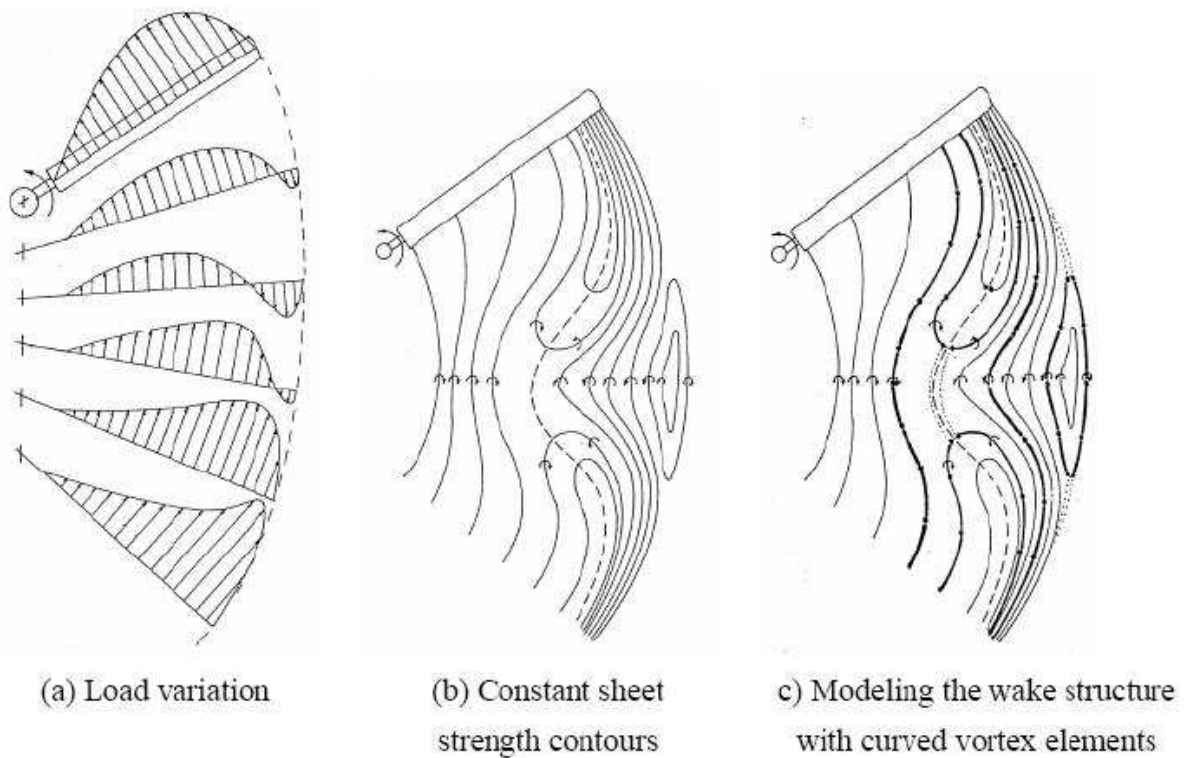 (a) Load variation
(b) Constant sheet
strength contours
c) Modeling the wake structure
with curved vortex elements